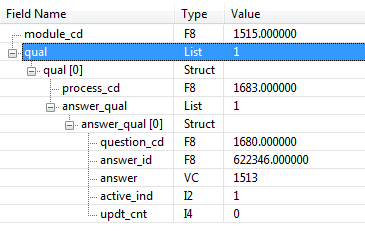 Field Name Type Value
module_cd F8 1515.000000
qual List 1
qual [0] Struct
process_cd F8 1683.000000
answer_qual List 1
answer_qual [0] Struct
question_cd F8 1680.000000
answer_id F8 622346.000000
answer VC 1513
active_ind I2 1
updt_cnt I4 0